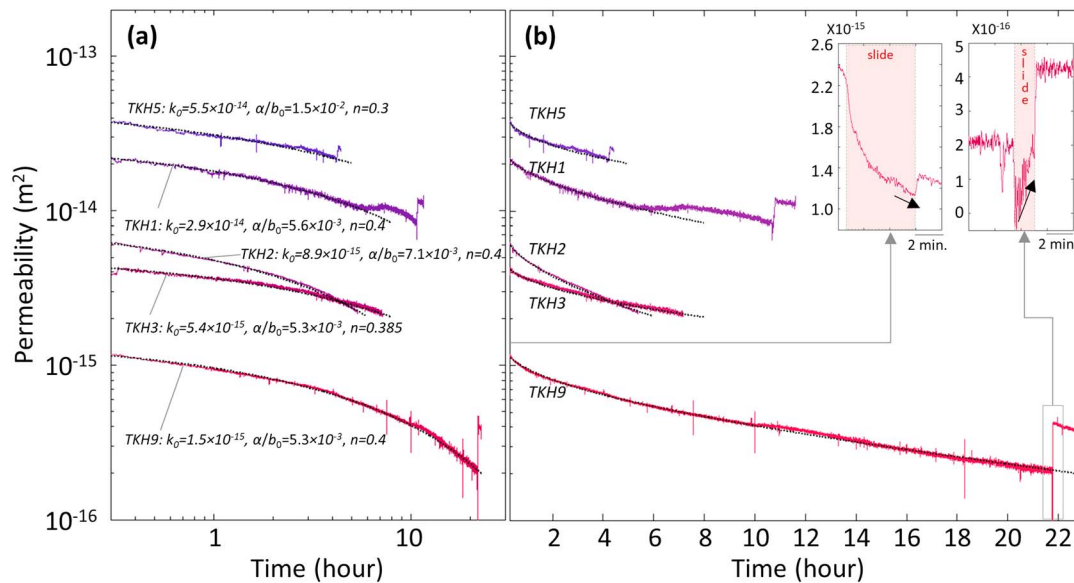 (a)
(b)
Permeability (m²)
10⁻¹³
10⁻¹⁴
10⁻¹⁵
10⁻¹⁶
TKH5: k₀=5.5×10⁻¹⁴, α/b₀=1.5×10⁻², n=0.3
TKH1: k₀=2.9×10⁻¹⁴, α/b₀=5.6×10⁻³, n=0.4
TKH2: k₀=8.9×10⁻¹⁵, α/b₀=7.1×10⁻³, n=0.4
TKH3: k₀=5.4×10⁻¹⁵, α/b₀=5.3×10⁻³, n=0.385
TKH9: k₀=1.5×10⁻¹⁵, α/b₀=5.3×10⁻³, n=0.4
1 10
Time (hour)
TKH5
TKH1
TKH2
TKH3
TKH9
X10⁻¹⁵
2.6
2.2
1.8
1.4
1.0
slide
2 min.
X10⁻¹⁶
5
4
3
2
1
0
slide
2 min.
2 4 6 8 10 12 14 16 18 20 22
Time (hour)